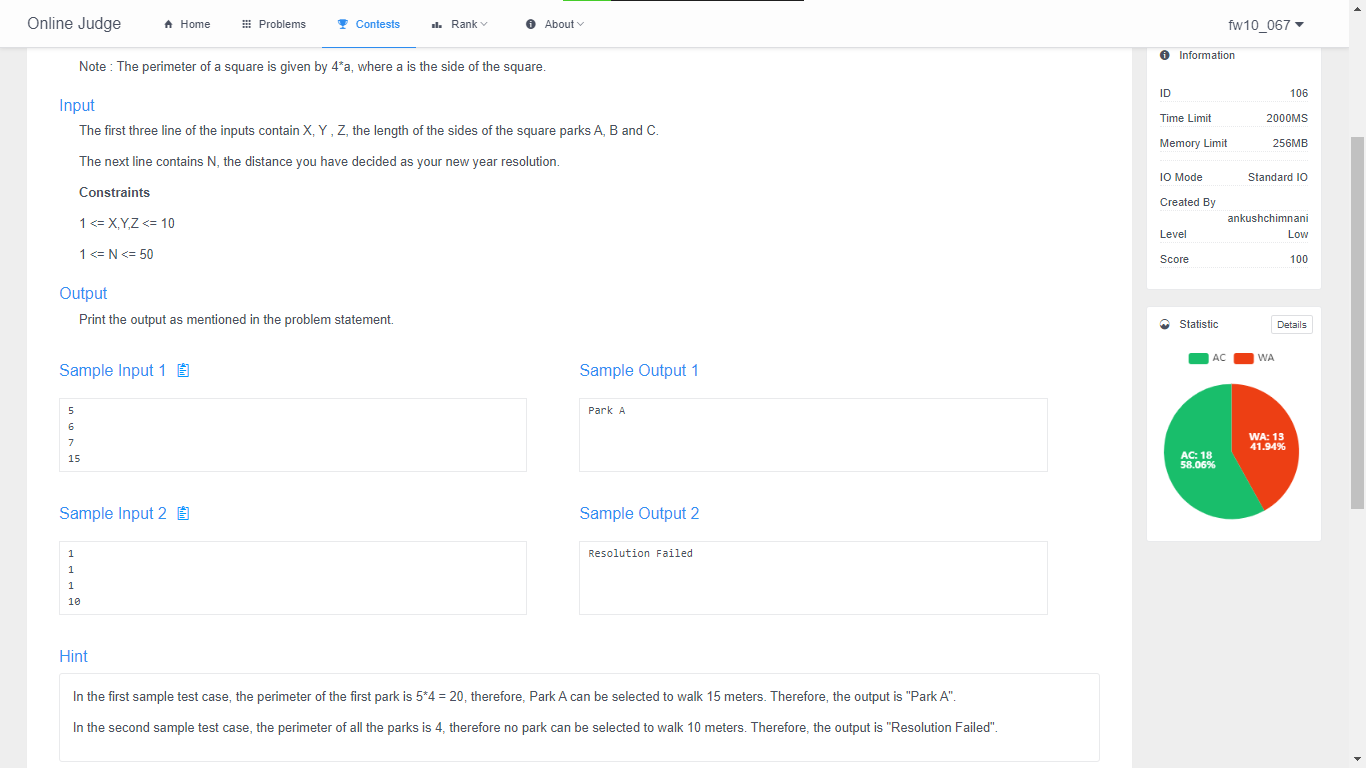 Online Judge
Home
Problems
Contests
Rank
About
fw10_067
Note : The perimeter of a square is given by 4*a, where a is the side of the square.
Input
The first three line of the inputs contain X, Y , Z, the length of the sides of the square parks A, B and C.
The next line contains N, the distance you have decided as your new year resolution.
Constraints
1 <= X,Y,Z <= 10
1 <= N <= 50
Output
Print the output as mentioned in the problem statement.
Sample Input 1
5
6
7
15
Sample Output 1
Park A
Sample Input 2
1
1
1
10
Sample Output 2
Resolution Failed
Hint
In the first sample test case, the perimeter of the first park is 5*4 = 20, therefore, Park A can be selected to walk 15 meters. Therefore, the output is "Park A".
In the second sample test case, the perimeter of all the parks is 4, therefore no park can be selected to walk 10 meters. Therefore, the output is "Resolution Failed".
Information
ID 106
Time Limit 2000MS
Memory Limit 256MB
IO Mode Standard IO
Created By
ankushchimnani
Level Low
Score 100
Statistic
Details
AC WA
WA: 13
41.94%
AC: 18
58.06%